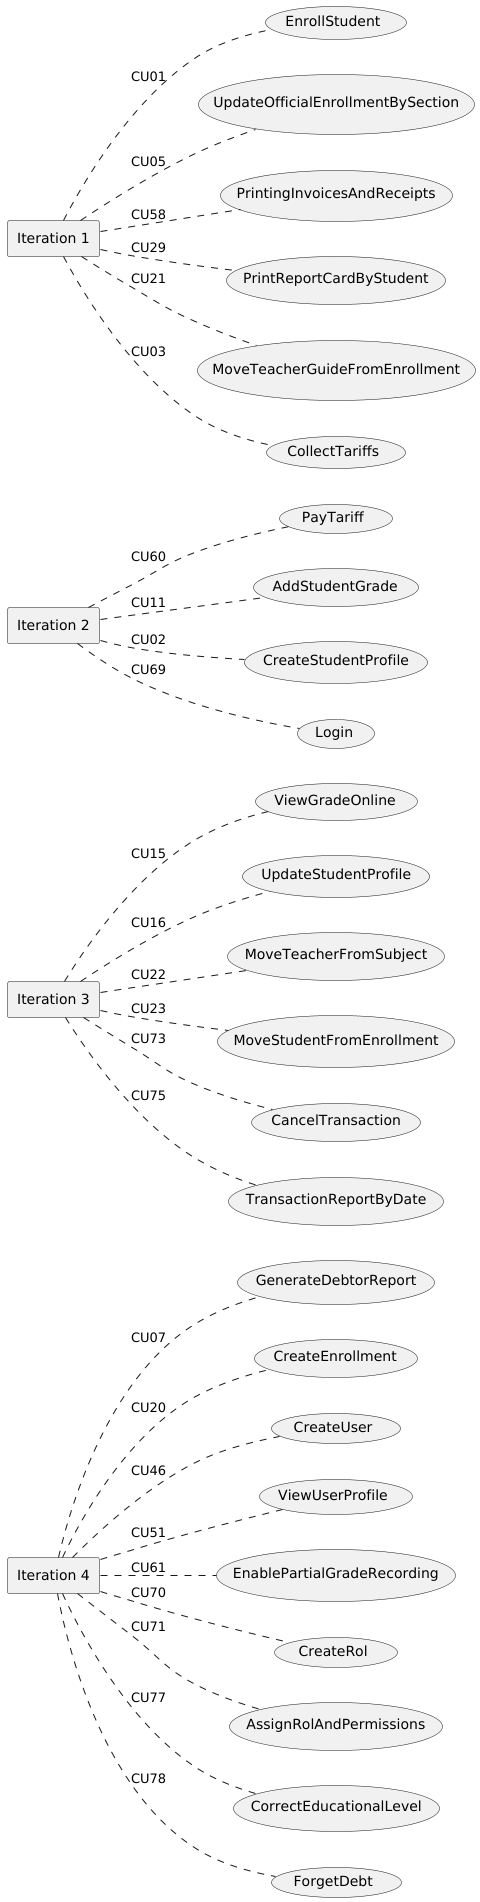 EnrollStudent
CU01
UpdateOfficialEnrollmentBySection
CU05
PrintingInvoicesAndReceipts
CU58
Iteration 1
CU29
PrintReportCardByStudent
CU21
MoveTeacherGuideFromEnrollment
CU03
CollectTariffs
PayTariff
CU60
AddStudentGrade
CU11
Iteration 2
CU02
CreateStudentProfile
CU69
Login
ViewGradeOnline
CU15
UpdateStudentProfile
CU16
MoveTeacherFromSubject
CU22
Iteration 3
CU23
MoveStudentFromEnrollment
CU73
CancelTransaction
CU75
TransactionReportByDate
GenerateDebtorReport
CU07
CreateEnrollment
CU20
CreateUser
CU46
ViewUserProfile
CU51
Iteration 4
CU61
EnablePartialGradeRecording
CU70
CreateRol
CU71
AssignRolAndPermissions
CU77
CorrectEducationalLevel
CU78
ForgetDebt